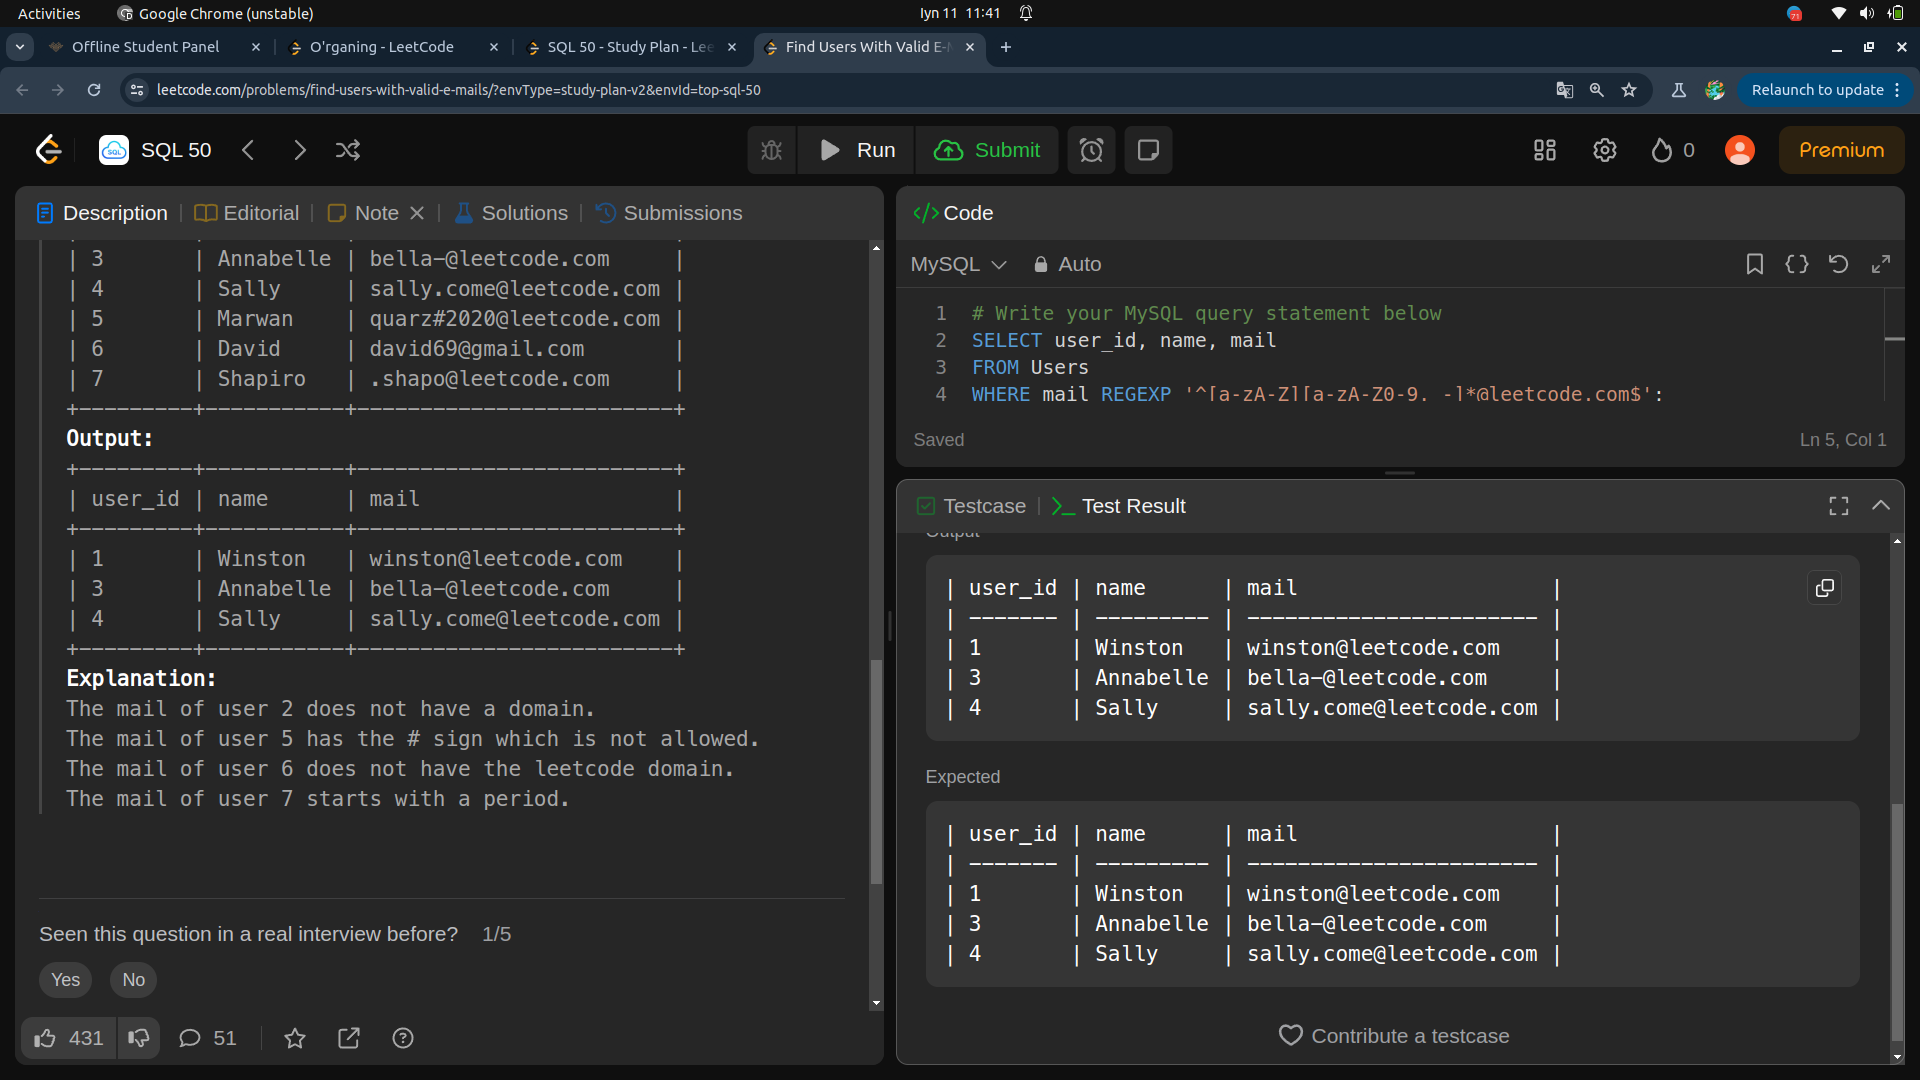 Activities
Google Chrome (unstable)
Iyn 11 11:41
71
Offline Student Panel
O'rganing - LeetCode
SQL 50 - Study Plan - Lee
Find Users With Valid E-M
leetcode.com/problems/find-users-with-valid-e-mails/?envType=study-plan-v2&envId=top-sql-50
Relaunch to update
SQL 50
Run
Submit
0
Premium
Description
Editorial
Note
Solutions
Submissions
| 3 | Annabelle | bella-@leetcode.com |
| 4 | Sally | sally.come@leetcode.com |
| 5 | Marwan | quarz#2020@leetcode.com |
| 6 | David | david69@gmail.com |
| 7 | Shapiro | .shapo@leetcode.com |
+---------+-----------+-------------------------+
Output:
+---------+-----------+-------------------------+
| user_id | name | mail |
+---------+-----------+-------------------------+
| 1 | Winston | winston@leetcode.com |
| 3 | Annabelle | bella-@leetcode.com |
| 4 | Sally | sally.come@leetcode.com |
+---------+-----------+-------------------------+
Explanation:
The mail of user 2 does not have a domain.
The mail of user 5 has the # sign which is not allowed.
The mail of user 6 does not have the leetcode domain.
The mail of user 7 starts with a period.
Seen this question in a real interview before? 1/5
Yes
No
431
51
</> Code
MySQL
Auto
1 # Write your MySQL query statement below
2 SELECT user_id, name, mail
3 FROM Users
4 WHERE mail REGEXP '^[a-zA-Z][a-zA-Z0-9._-]*@leetcode.com$';
Saved
Ln 5, Col 1
Testcase
Test Result
Output
| user_id | name | mail |
| ------- | --------- | ----------------------- |
| 1 | Winston | winston@leetcode.com |
| 3 | Annabelle | bella-@leetcode.com |
| 4 | Sally | sally.come@leetcode.com |
Expected
| user_id | name | mail |
| ------- | --------- | ----------------------- |
| 1 | Winston | winston@leetcode.com |
| 3 | Annabelle | bella-@leetcode.com |
| 4 | Sally | sally.come@leetcode.com |
Contribute a testcase